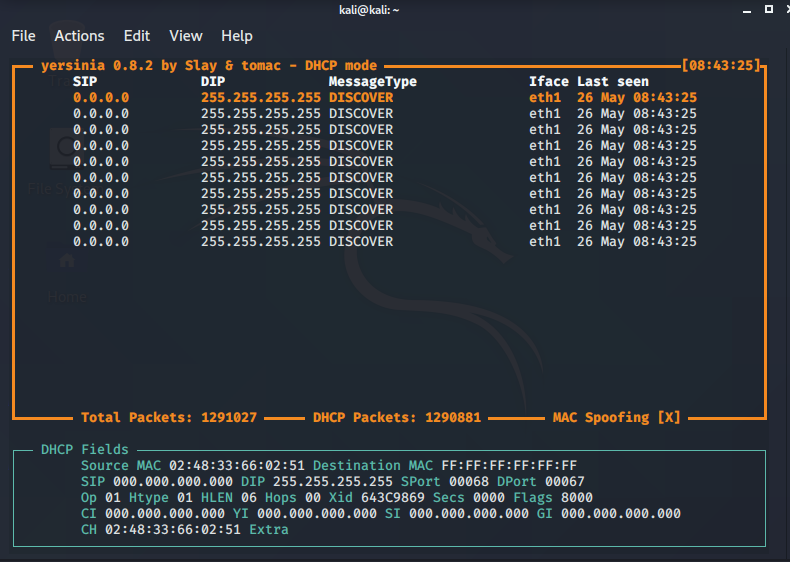 kali@kali: ~
File Actions Edit View Help
yersinia 0.8.2 by Slay & tomac - DHCP mode [08:43:25]
SIP DIP MessageType Iface Last seen
0.0.0.0 255.255.255.255 DISCOVER eth1 26 May 08:43:25
0.0.0.0 255.255.255.255 DISCOVER eth1 26 May 08:43:25
0.0.0.0 255.255.255.255 DISCOVER eth1 26 May 08:43:25
0.0.0.0 255.255.255.255 DISCOVER eth1 26 May 08:43:25
0.0.0.0 255.255.255.255 DISCOVER eth1 26 May 08:43:25
0.0.0.0 255.255.255.255 DISCOVER eth1 26 May 08:43:25
0.0.0.0 255.255.255.255 DISCOVER eth1 26 May 08:43:25
0.0.0.0 255.255.255.255 DISCOVER eth1 26 May 08:43:25
0.0.0.0 255.255.255.255 DISCOVER eth1 26 May 08:43:25
0.0.0.0 255.255.255.255 DISCOVER eth1 26 May 08:43:25
Home
Total Packets: 1291027 DHCP Packets: 1290881 MAC Spoofing [X]
DHCP Fields
Source MAC 02:48:33:66:02:51 Destination MAC FF:FF:FF:FF:FF:FF
SIP 000.000.000.000 DIP 255.255.255.255 SPort 00068 DPort 00067
Op 01 Htype 01 HLEN 06 Hops 00 Xid 643C9869 Secs 0000 Flags 8000
CI 000.000.000.000 YI 000.000.000.000 SI 000.000.000.000 GI 000.000.000.000
CH 02:48:33:66:02:51 Extra